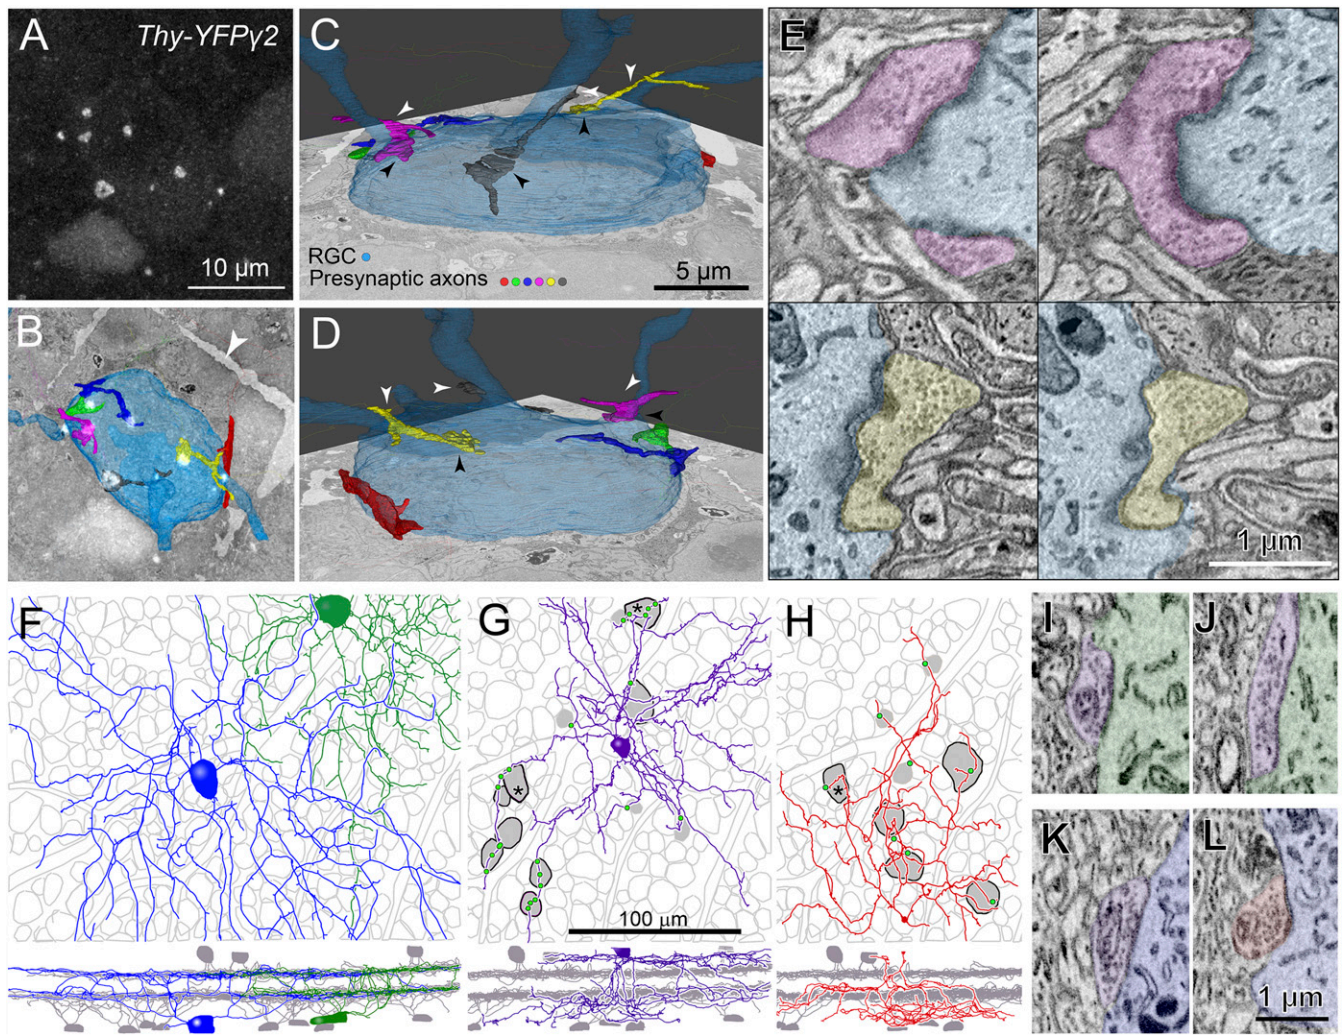 A
Thy-YFPγ2
10 µm
B
C
RGC
Presynaptic axons
5 µm
D
E
1 µm
F
G
*
*
100 µm
H
*
I
J
K
L
1 µm